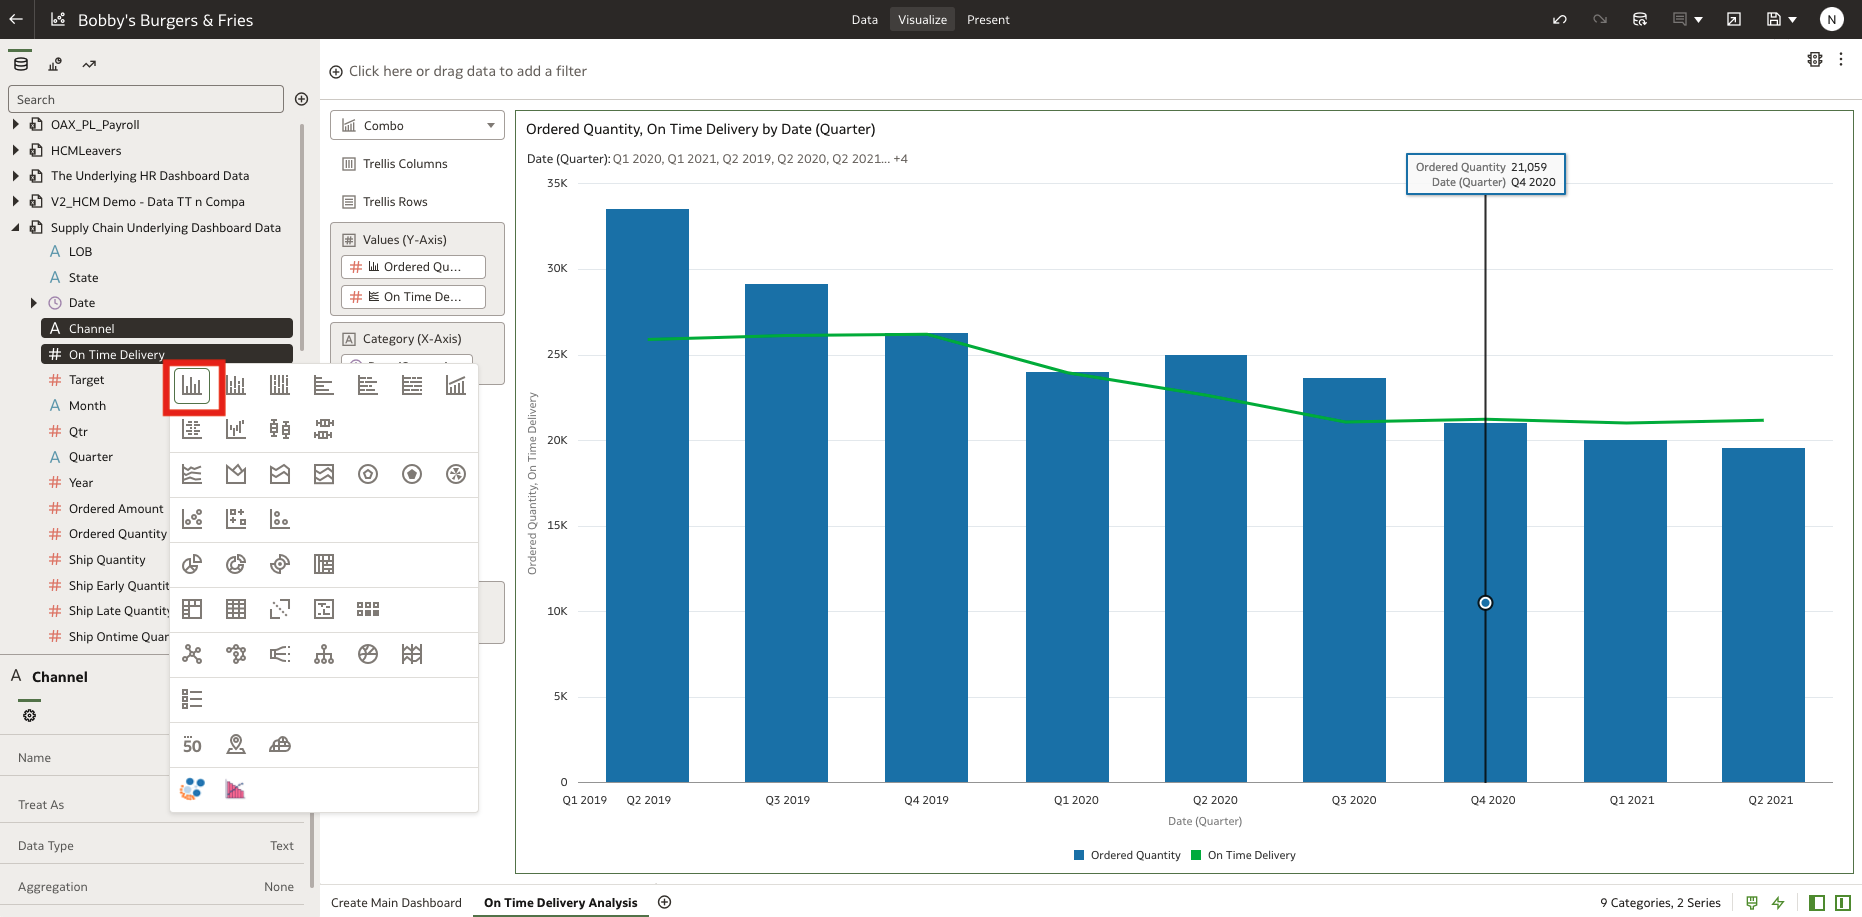 Bobby's Burgers & Fries
Data
Visualize
Present
N
Search
Click here or drag data to add a filter
OAX_PL_Payroll
HCMLeavers
The Underlying HR Dashboard Data
V2_HCM Demo - Data TT n Compa
Supply Chain Underlying Dashboard Data
A LOB
A State
Date
A Channel
# On Time Delivery
# Target
A Month
# Qtr
A Quarter
# Year
# Ordered Amount
# Ordered Quantity
# Ship Quantity
# Ship Early Quantit
# Ship Late Quantity
# Ship Ontime Quan
50
A Channel
Name
Treat As
Data Type Text
Aggregation None
Combo
Trellis Columns
Trellis Rows
# Values (Y-Axis)
# Ordered Qu...
# On Time De...
A Category (X-Axis)
Ordered Quantity, On Time Delivery by Date (Quarter)
Date (Quarter): Q1 2020, Q1 2021, Q2 2019, Q2 2020, Q2 2021... +4
Ordered Quantity 21,059
Date (Quarter) Q4 2020
35K
30K
25K
20K
15K
10K
5K
0
Ordered Quantity, On Time Delivery
Q1 2019 Q2 2019 Q3 2019 Q4 2019 Q1 2020 Q2 2020 Q3 2020 Q4 2020 Q1 2021 Q2 2021
Date (Quarter)
Ordered Quantity On Time Delivery
Create Main Dashboard
On Time Delivery Analysis
9 Categories, 2 Series